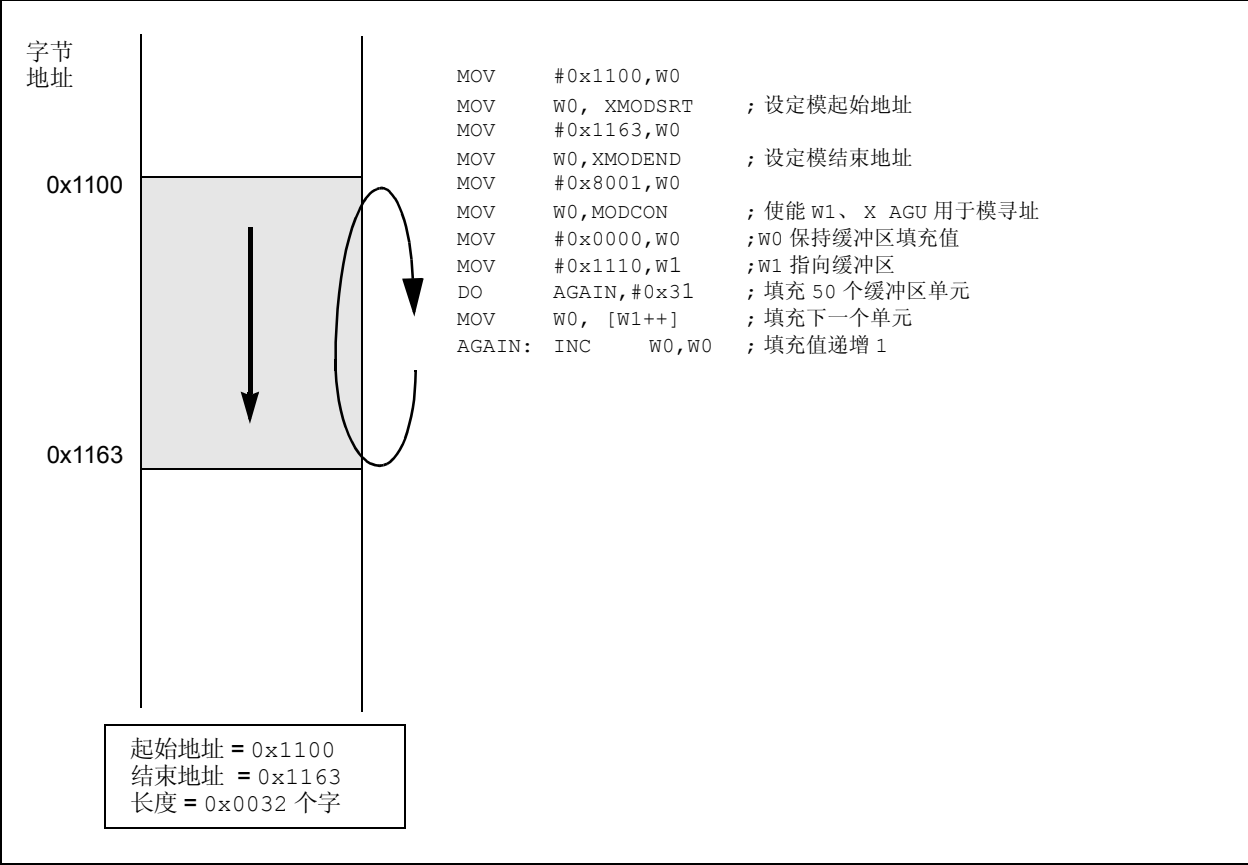 字节
地址
0x1100
0x1163
MOV #0x1100,W0
MOV W0, XMODSRT ;设定模起始地址
MOV #0x1163,W0
MOV W0,XMODEND ;设定模结束地址
MOV #0x8001,W0
MOV W0,MODCON ;使能 W1、 X AGU 用于模寻址
MOV #0x0000,W0 ;W0 保持缓冲区填充值
MOV #0x1110,W1 ;W1 指向缓冲区
DO AGAIN,#0x31 ;填充 50 个缓冲区单元
MOV W0, [W1++] ;填充下一个单元
AGAIN: INC W0,W0 ;填充值递增 1
起始地址 = 0x1100
结束地址 = 0x1163
长度 = 0x0032 个字